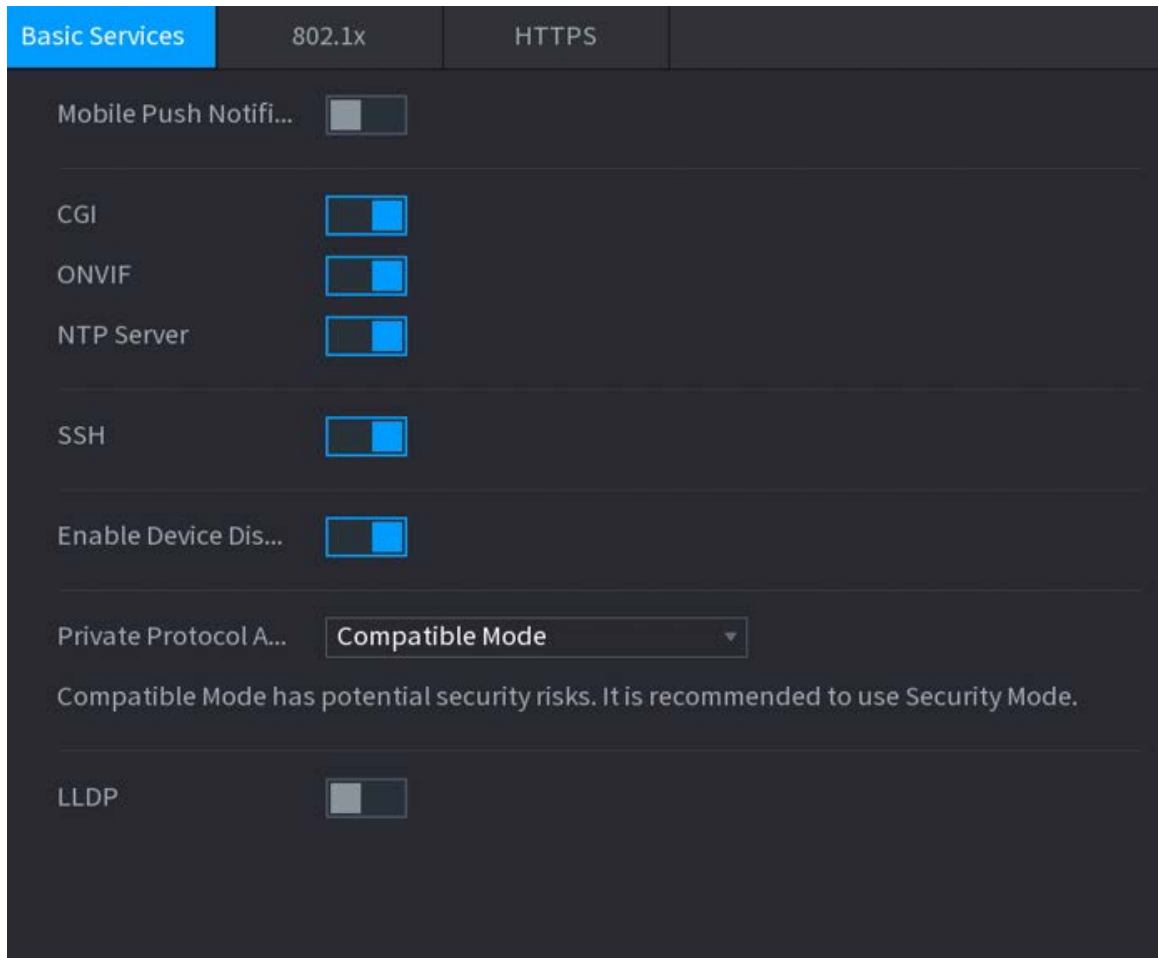 Basic Services 802.1x HTTPS
Mobile Push Notifi...
CGI
ONVIF
NTP Server
SSH
Enable Device Dis...
Private Protocol A... Compatible Mode
Compatible Mode has potential security risks. It is recommended to use Security Mode.
LLDP